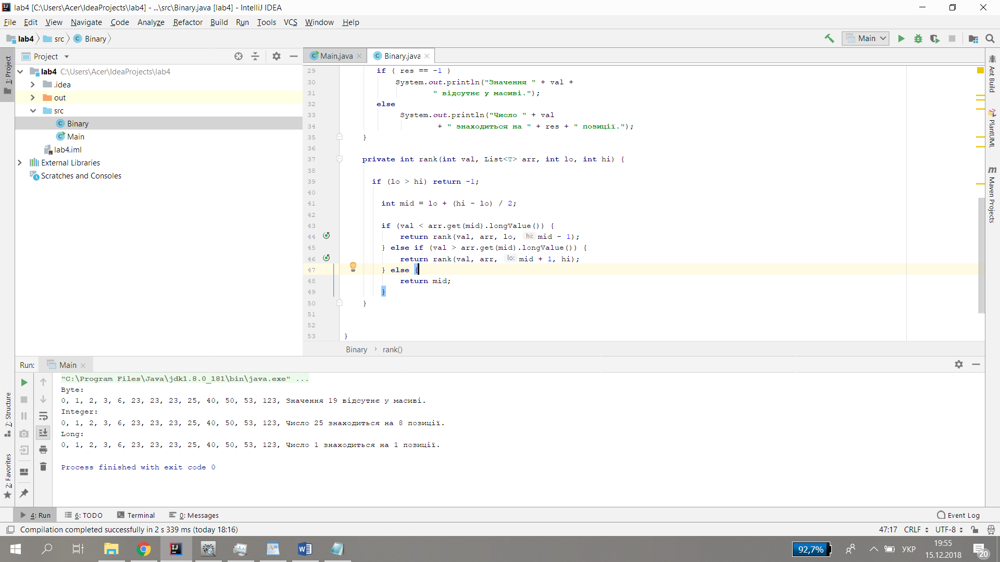 lab4 [C:\Users\Acer\IdeaProjects\lab4] - ...\src\Binary.java [lab4] - IntelliJ IDEA
File Edit View Navigate Code Analyze Refactor Build Run Tools VCS Window Help
lab4 src Binary Main
Project
1: Project
lab4 C:\Users\Acer\IdeaProjects\lab4
.idea
out
src
Binary
Main
lab4.iml
External Libraries
Scratches and Consoles
Main.java Binary.java
29 if ( res == -1 )
30 System.out.println("Значення " + val +
31 " відсутнє у масиві.");
32 else
33 System.out.println("Число " + val
34 + " знаходиться на " + res + " позиції.");
35 }
36
37 private int rank(int val, List<T> arr, int lo, int hi) {
38
39 if (lo > hi) return -1;
40
41 int mid = lo + (hi - lo) / 2;
42
43 if (val < arr.get(mid).longValue()) {
44 return rank(val, arr, lo, hi: mid - 1);
45 } else if (val > arr.get(mid).longValue()) {
46 return rank(val, arr, lo: mid + 1, hi);
47 } else {
48 return mid;
49 }
50 }
51
52
53 }
Binary › rank()
Ant Build
PlantUML
m Maven Projects
Run: Main
"C:\Program Files\Java\jdk1.8.0_181\bin\java.exe" ...
Byte:
0, 1, 2, 3, 6, 23, 23, 23, 25, 40, 50, 53, 123, Значення 19 відсутнє у масиві.
Integer:
0, 1, 2, 3, 6, 23, 23, 23, 25, 40, 50, 53, 123, Число 25 знаходиться на 8 позиції.
Long:
0, 1, 2, 3, 6, 23, 23, 23, 25, 40, 50, 53, 123, Число 1 знаходиться на 1 позиції.
Process finished with exit code 0
7: Structure
2: Favorites
4: Run 6: TODO Terminal 0: Messages Event Log
Compilation completed successfully in 2 s 339 ms (today 18:16) 47:17 CRLF UTF-8
92,7% УКР 19:55
15.12.2018 20